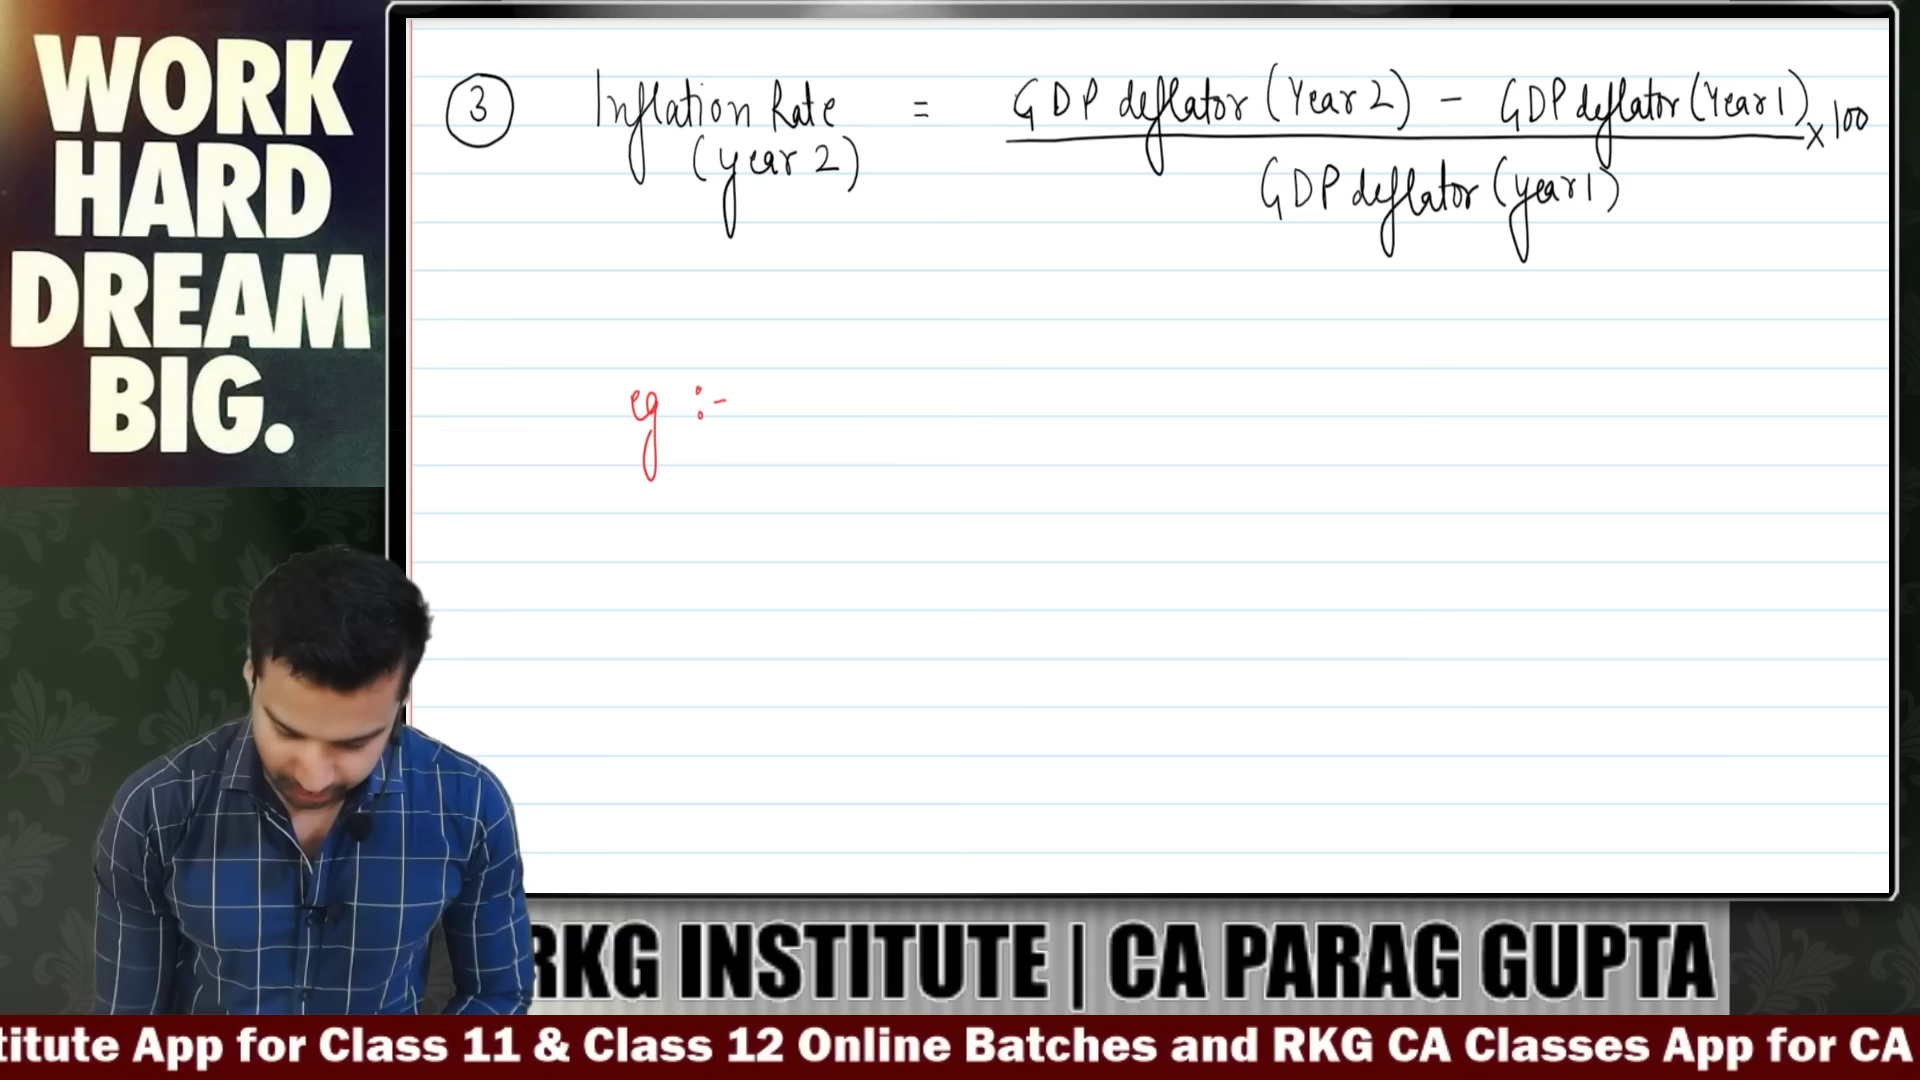 WORK
HARD
DREAM
BIG.
3 Inflation Rate = GDP deflator (Year 2) - GDP deflator (Year 1) x 100
(year 2)
GDP deflator (year 1)
eg :-
RKG INSTITUTE | CA PARAG GUPTA
titute App for Class 11 & Class 12 Online Batches and RKG CA Classes App for CA